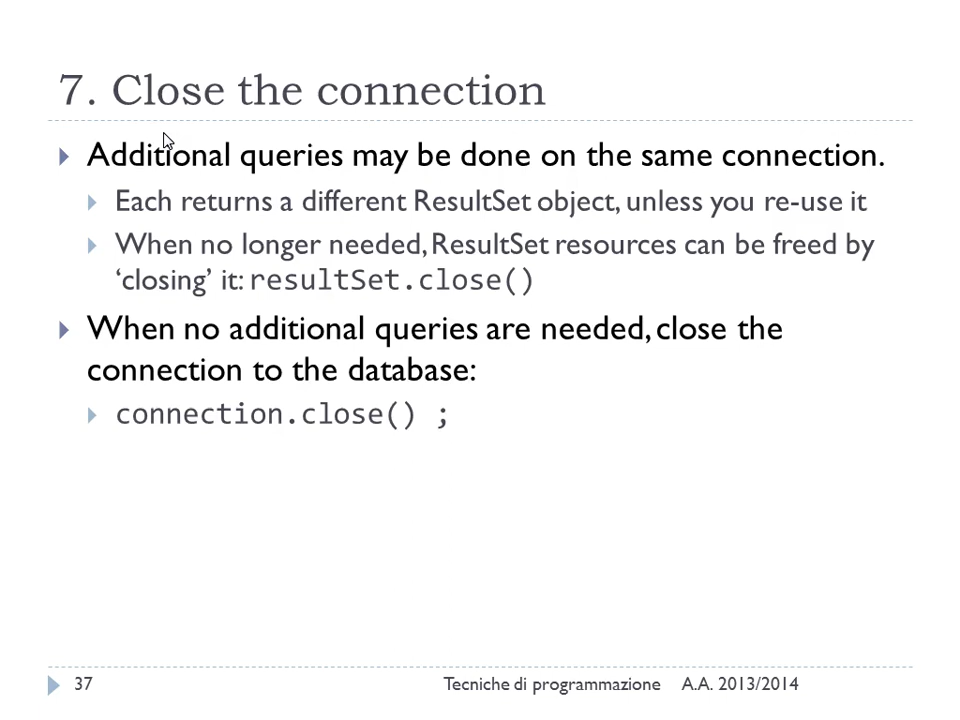 7. Close the connection
Additional queries may be done on the same connection.
Each returns a different ResultSet object, unless you re-use it
When no longer needed, ResultSet resources can be freed by
‘closing’ it: resultSet.close()
When no additional queries are needed, close the
connection to the database:
connection.close() ;
37 Tecniche di programmazione A.A. 2013/2014